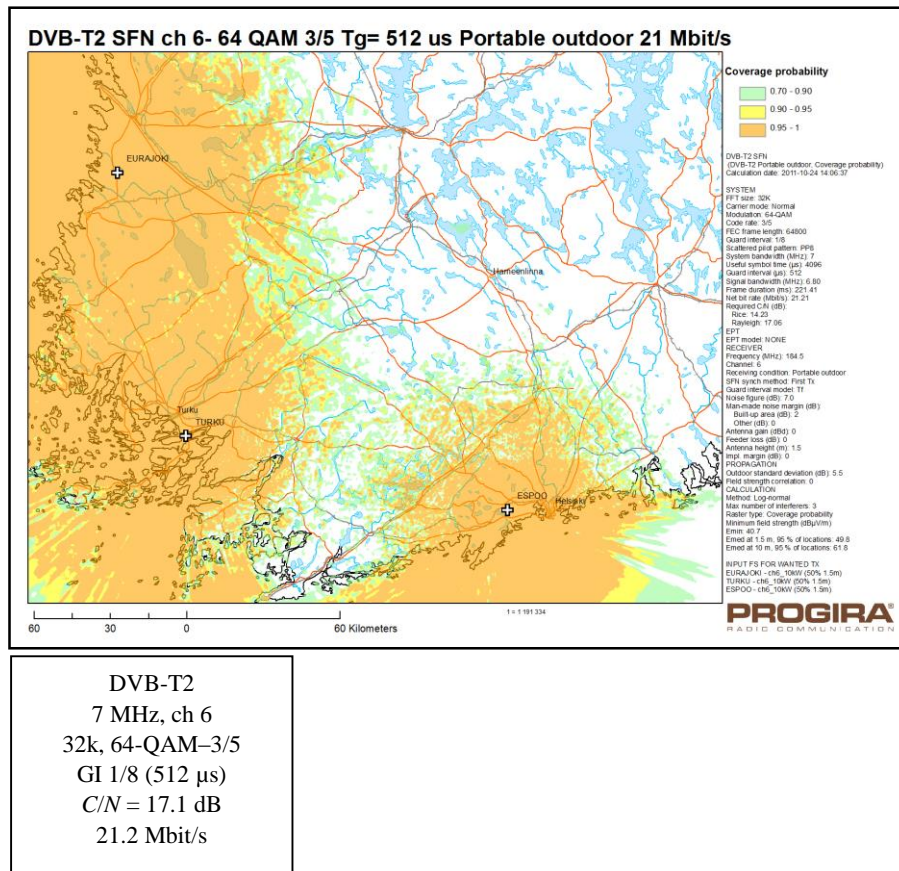 DVB-T2 SFN ch 6- 64 QAM 3/5 Tg= 512 us Portable outdoor 21 Mbit/s
Coverage probability
0.70 - 0.90
0.90 - 0.95
0.95 - 1
DVB-T2 SFN
(DVB-T2 Portable outdoor, Coverage probability)
Calculation date: 2011-10-24 14:06:37
SYSTEM
FFT size: 32K
Carrier mode: Normal
Modulation: 64-QAM
Code rate: 3/5
FEC frame length: 64800
Guard interval: 1/8
Scattered pilot pattern: PP8
System bandwidth (MHz): 7
Useful symbol time (µs): 4096
Guard interval (µs): 512
Signal bandwidth (MHz): 6.80
Frame duration (ms): 221.41
Net bit rate (Mbit/s): 21.21
Required C/N (dB):
Rice: 14.23
Rayleigh: 17.06
EPT
EPT model: NONE
RECEIVER
Frequency (MHz): 184.5
Channel: 6
Receiving condition: Portable outdoor
SFN synch method: First Tx
Guard interval model: Tf
Noise figure (dB): 7.0
Man-made noise margin (dB):
Built-up area (dB): 2
Other (dB): 0
Antenna gain (dBd): 0
Feeder loss (dB): 0
Antenna height (m): 1.5
Impl. margin (dB): 0
PROPAGATION
Outdoor standard deviation (dB): 5.5
Field strength correlation: 0
CALCULATION
Method: Log-normal
Max number of interferers: 3
Raster type: Coverage probability
Minimum field strength (dBµV/m)
Emin: 40.7
Emed at 1.5 m, 95 % of locations: 49.8
Emed at 10 m, 95 % of locations: 61.8
INPUT FS FOR WANTED TX
EURAJOKI - ch6_10kW (50% 1.5m)
TURKU - ch6_10kW (50% 1.5m)
ESPOO - ch6_10kW (50% 1.5m)
PROGIRA®
RADIO COMMUNICATION
EURAJOKI
Hämeenlinna
Turku
TURKU
ESPOO
Helsinki
60 30 0 60 Kilometers
1 = 1 191 334
DVB-T2
7 MHz, ch 6
32k, 64-QAM–3/5
GI 1/8 (512 µs)
C/N = 17.1 dB
21.2 Mbit/s